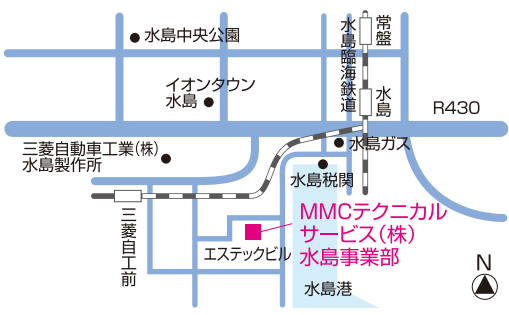 水島中央公園
水島臨海鉄道
常盤
イオンタウン
水島
水島
R430
三菱自動車工業(株)
水島製作所
水島ガス
水島税関
三菱自工前
MMCテクニカル
サービス(株)
水島事業部
エステックビル
水島港
N